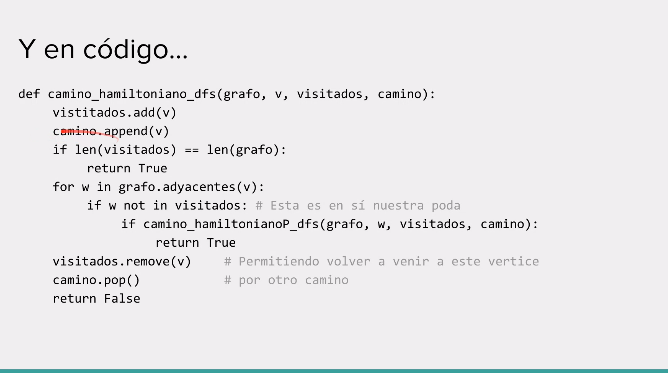 Y en código...
def camino_hamiltoniano_dfs(grafo, v, visitados, camino):
vistitados.add(v)
camino.append(v)
if len(visitados) == len(grafo):
return True
for w in grafo.adyacentes(v):
if w not in visitados: # Esta es en sí nuestra poda
if camino_hamiltonianoP_dfs(grafo, w, visitados, camino):
return True
visitados.remove(v) # Permitiendo volver a venir a este vertice
camino.pop() # por otro camino
return False